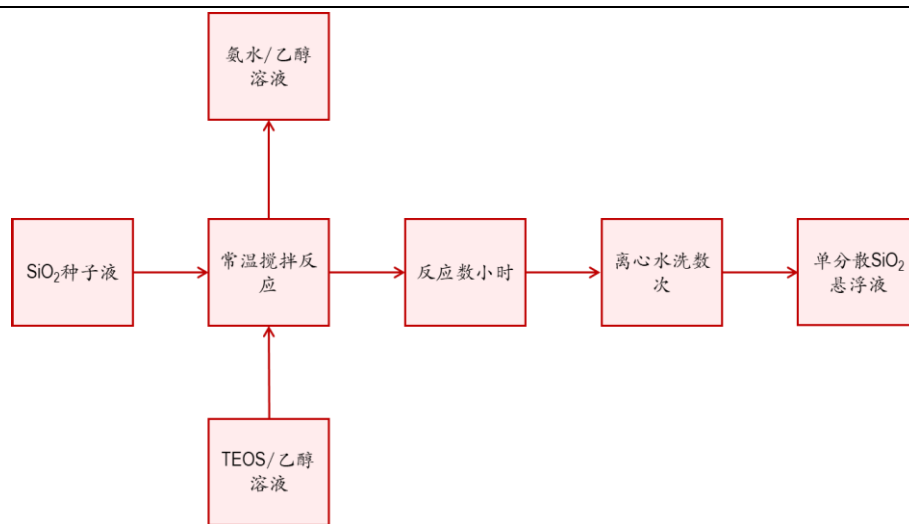 氨水/乙醇
溶液
SiO₂种子液
常温搅拌反
应
反应数小时
离心水洗数
次
单分散SiO₂
悬浮液
TEOS/乙醇
溶液